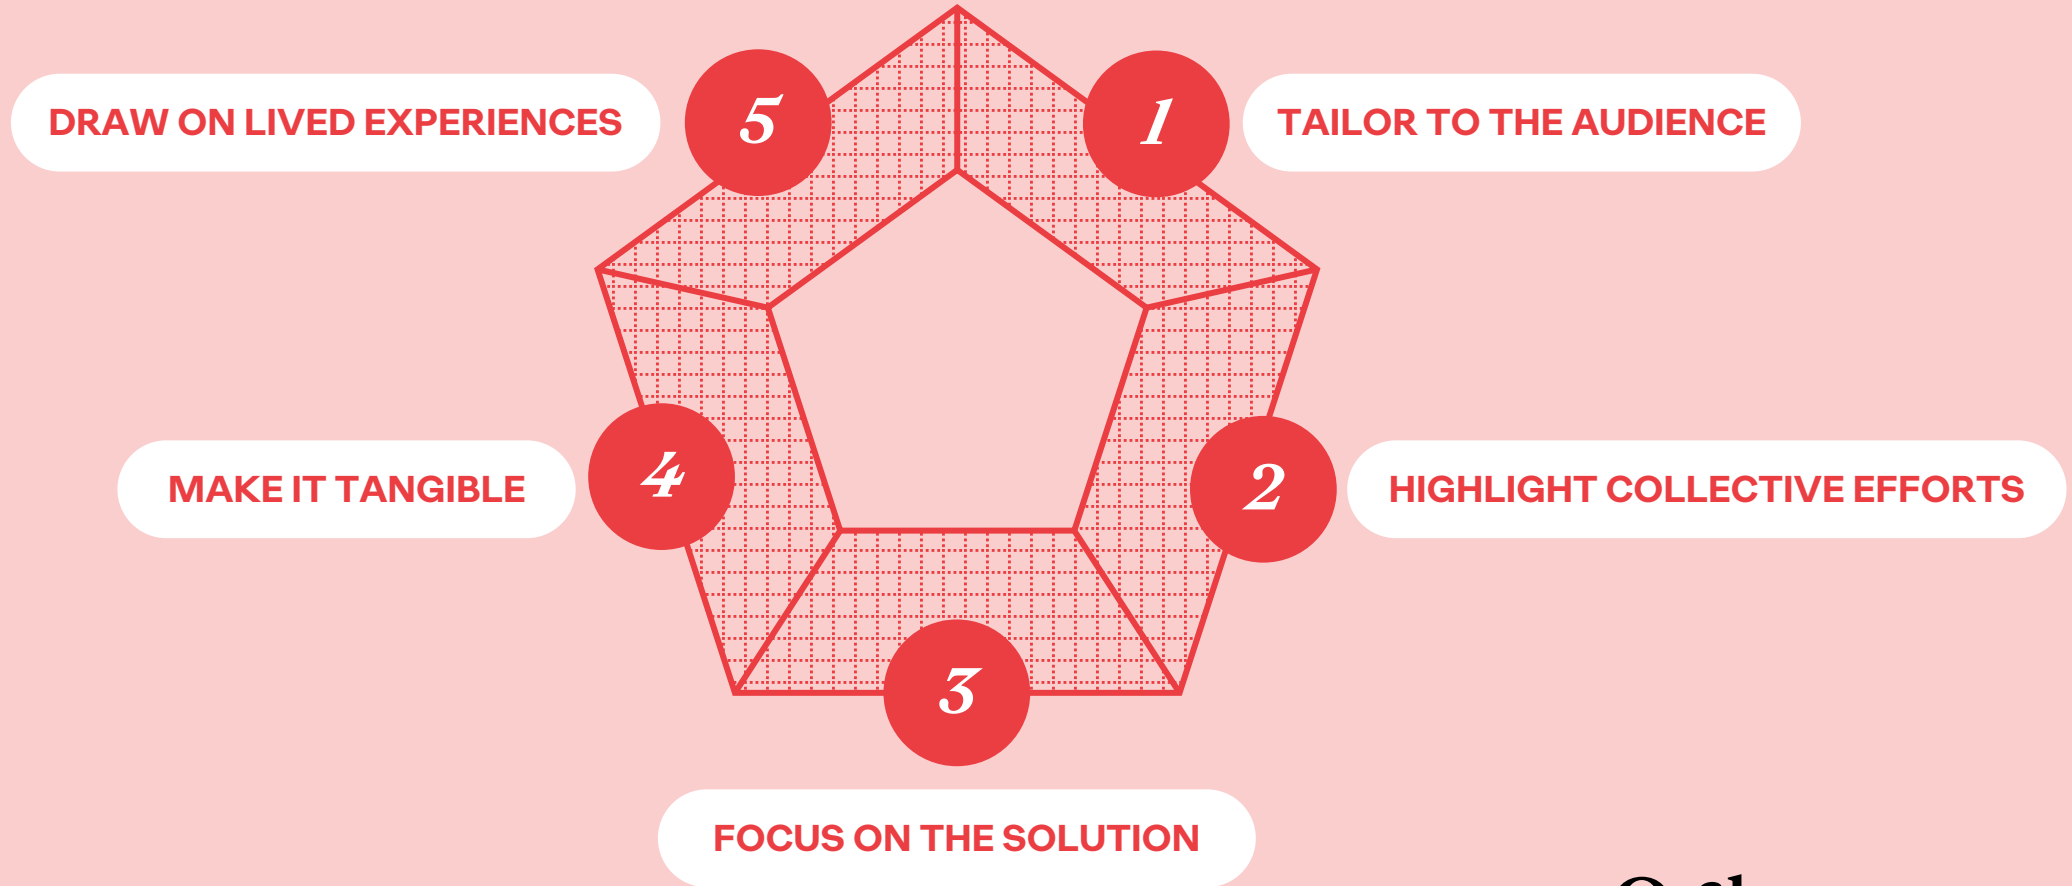 5
DRAW ON LIVED EXPERIENCES
1
TAILOR TO THE AUDIENCE
4
MAKE IT TANGIBLE
2
HIGHLIGHT COLLECTIVE EFFORTS
3
FOCUS ON THE SOLUTION